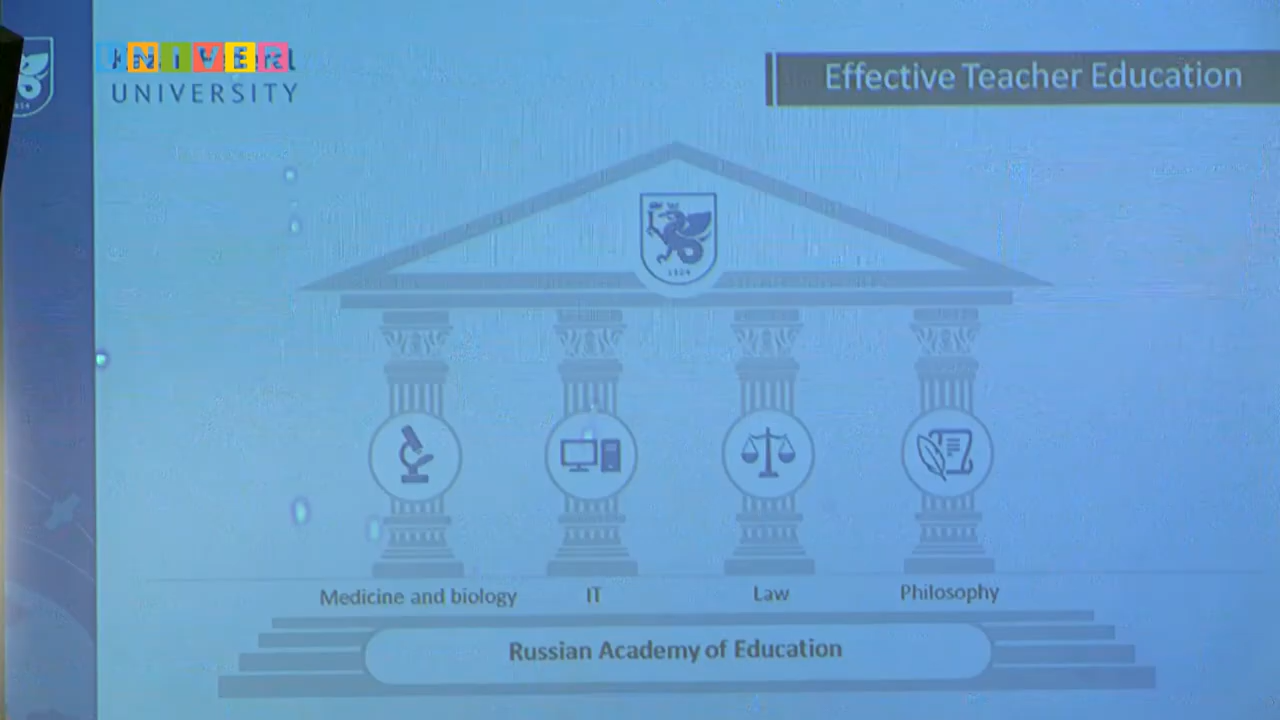 UNIVER
UNIVERSITY
Effective Teacher Education
Medicine and biology
IT
Law
Philosophy
Russian Academy of Education